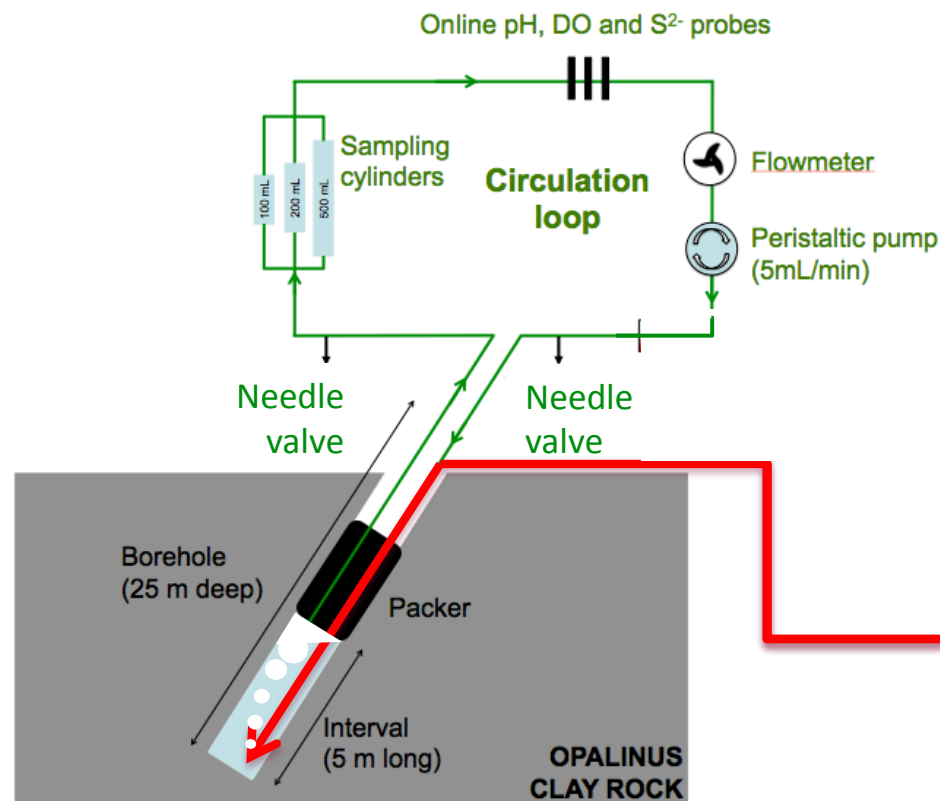 Online pH, DO and S²⁻ probes
Sampling
cylinders
100 mL
200 mL
500 mL
Circulation
loop
Flowmeter
Peristaltic pump
(5mL/min)
Needle
valve
Needle
valve
Borehole
(25 m deep)
Packer
Interval
(5 m long)
OPALINUS
CLAY ROCK